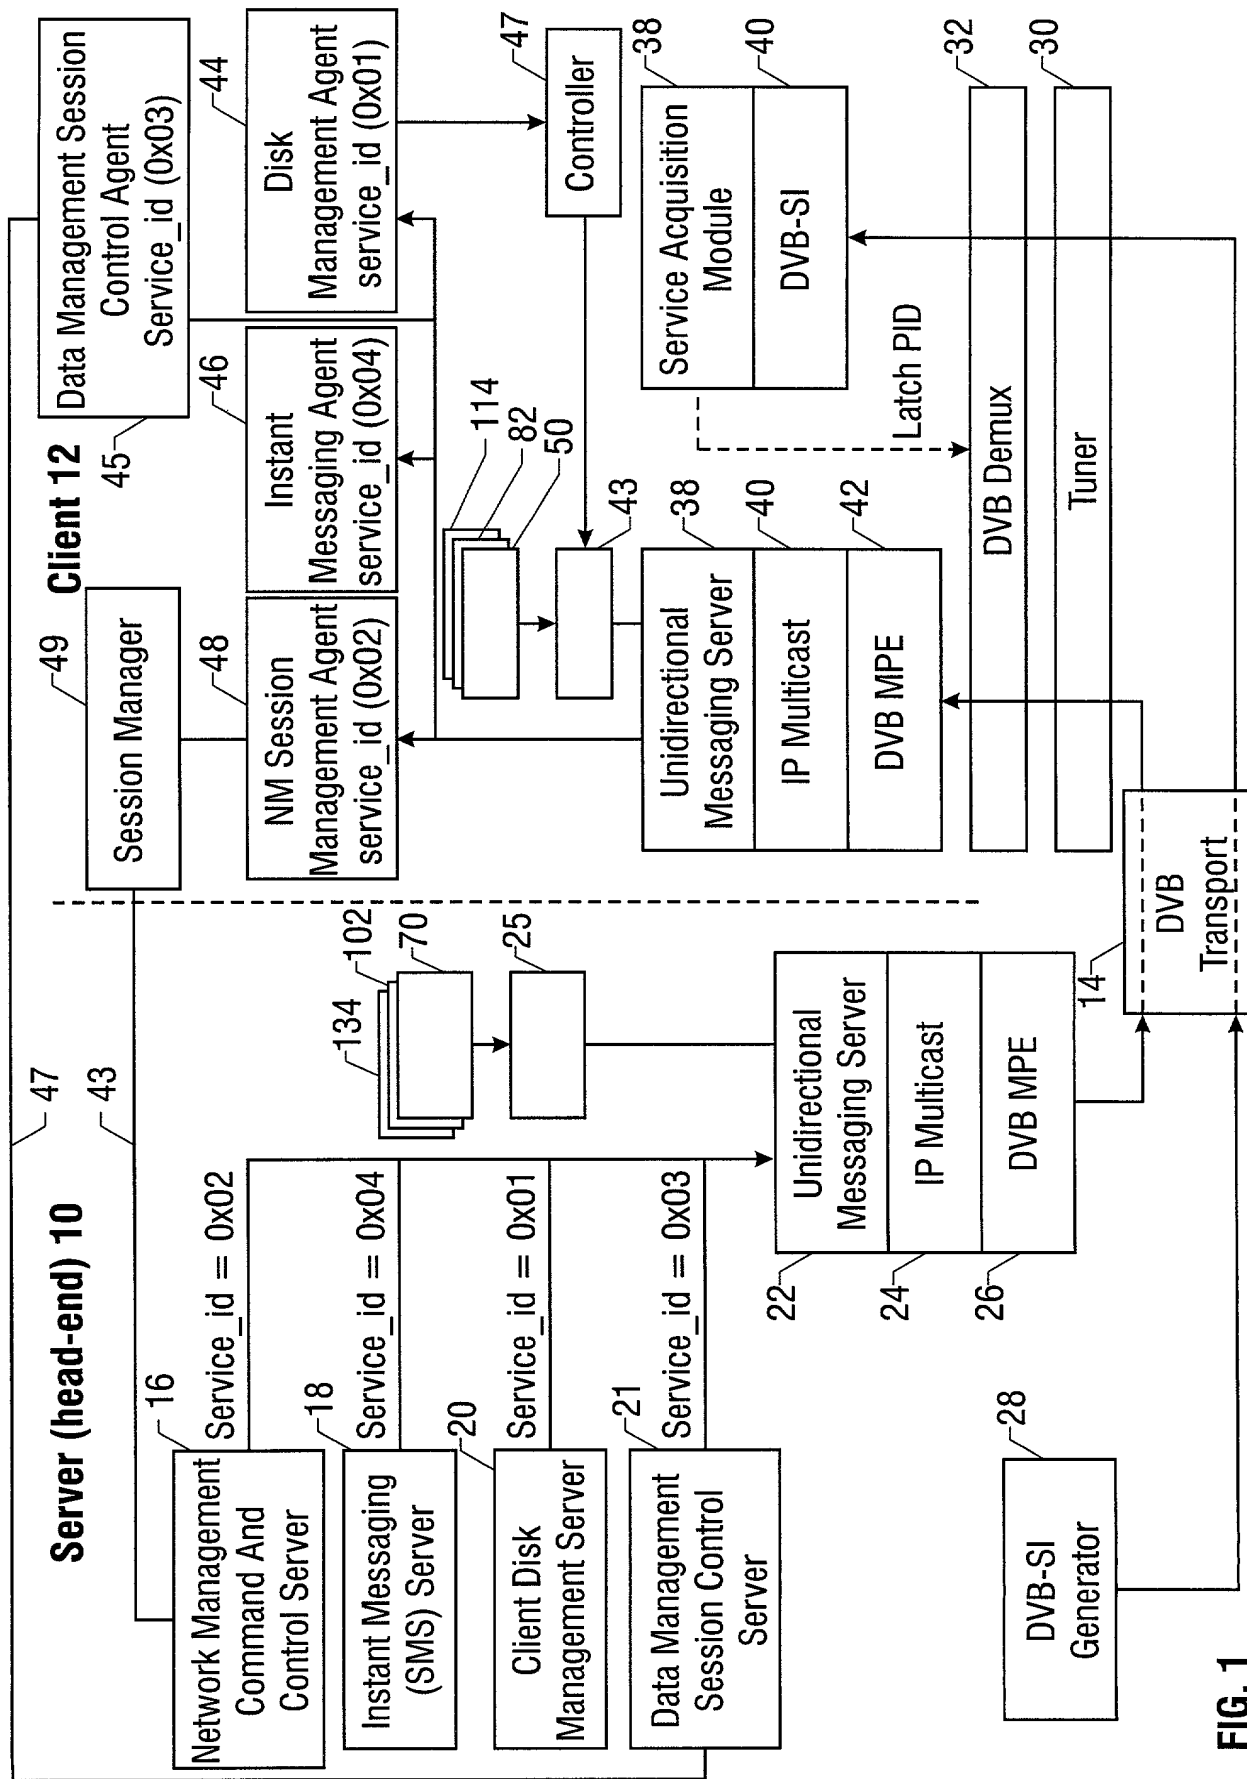 Server (head-end) 10
47
43
16
Network Management
Command And
Control Server
Service_id = 0x02
18
Instant Messaging
(SMS) Server
Service_id = 0x04
20
Client Disk
Management Server
Service_id = 0x01
21
Data Management
Session Control
Server
Service_id = 0x03
134
102
70
25
Unidirectional
Messaging Server
IP Multicast
DVB MPE
22
24
26
28
DVB-SI
Generator
14
DVB
Transport
Client 12
49
Session Manager
45
Data Management Session
Control Agent
Service_id (0x03)
48
NM Session
Management Agent
service_id (0x02)
46
Instant
Messaging Agent
service_id (0x04)
44
Disk
Management Agent
service_id (0x01)
114
82
50
43
47
Controller
Unidirectional
Messaging Server
IP Multicast
DVB MPE
38
40
42
Service Acquisition
Module
DVB-SI
38
40
Latch PID
DVB Demux
32
Tuner
30
FIG. 1